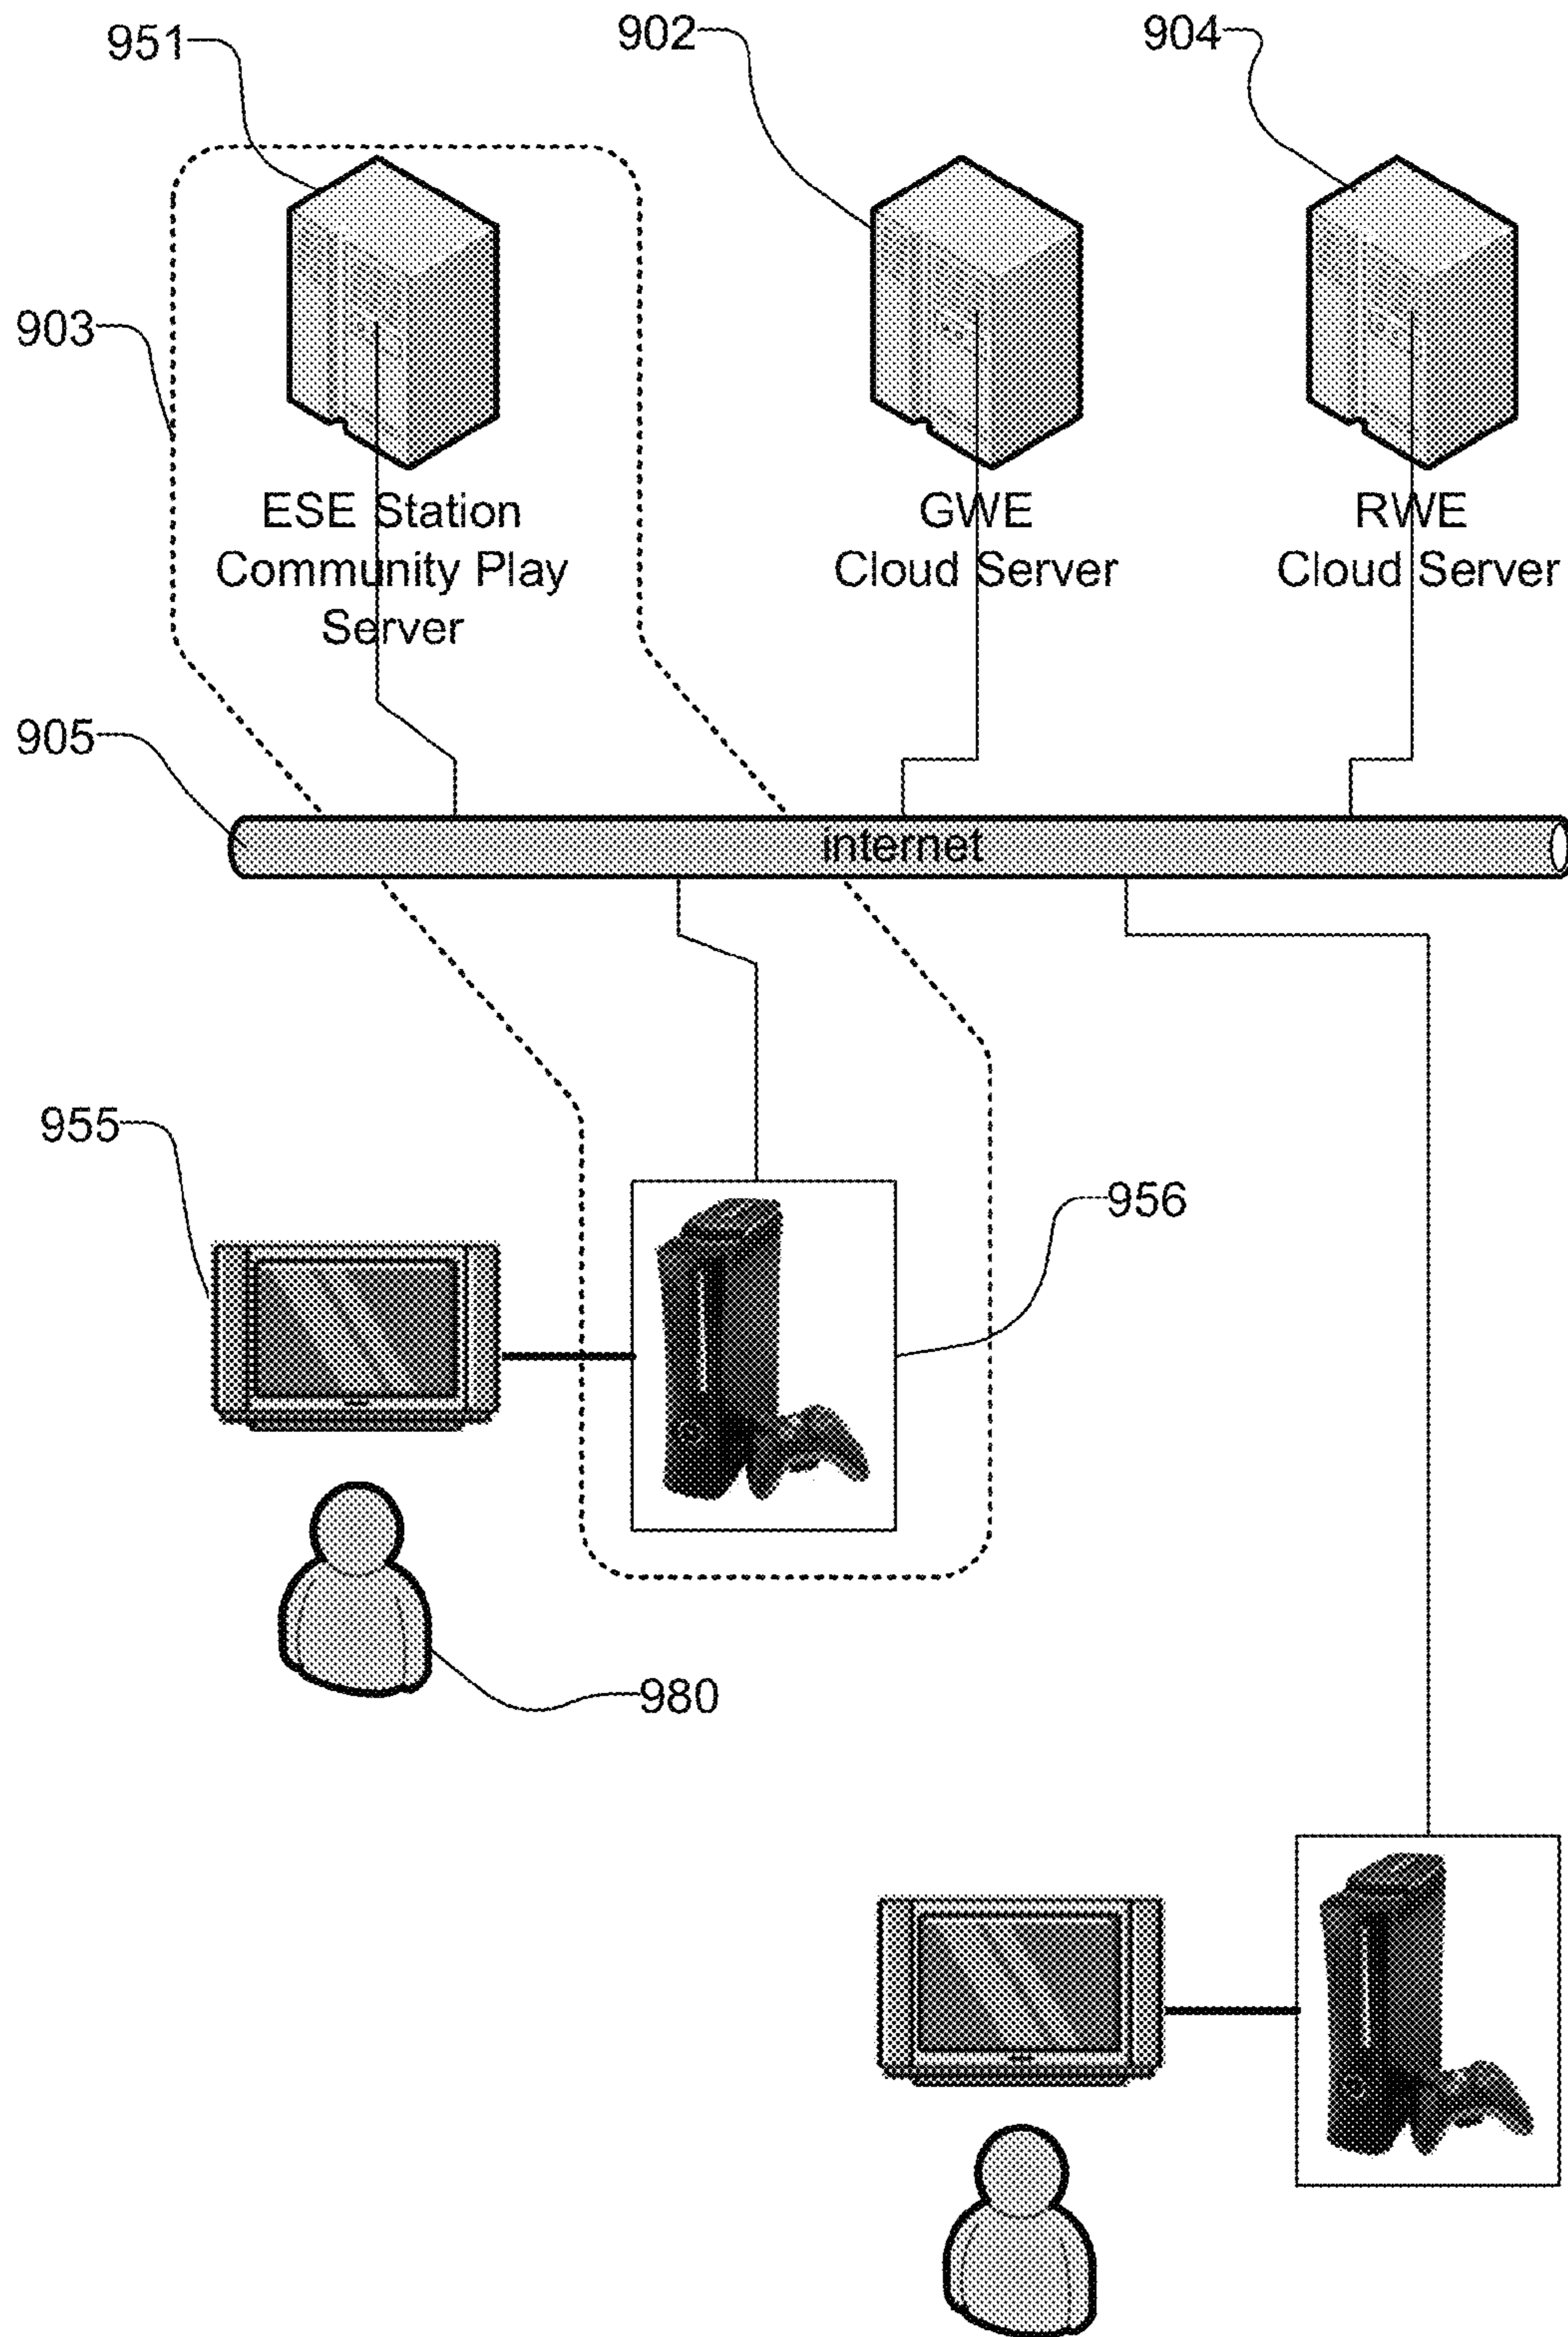 951
902
904
903
ESE Station
Community Play
Server
GWE
Cloud Server
RWE
Cloud Server
905
internet
955
956
980